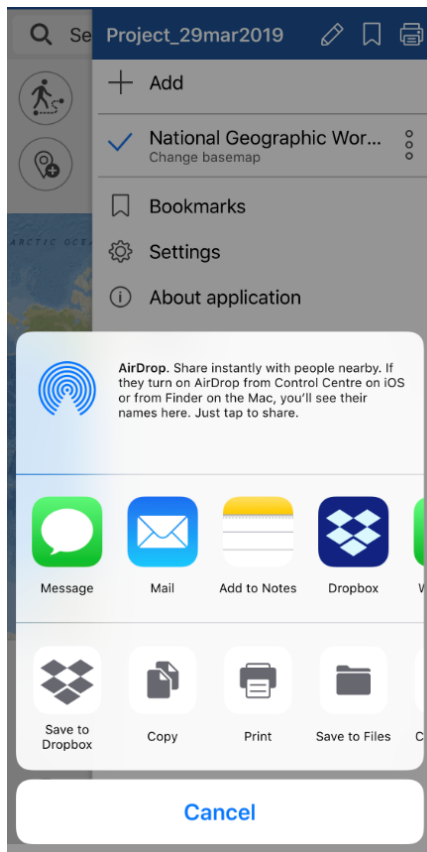 Se
Project_29mar2019
Add
National Geographic Wor...
Change basemap
Bookmarks
ARCTIC OCE
Settings
About application
AirDrop. Share instantly with people nearby. If
they turn on AirDrop from Control Centre on iOS
or from Finder on the Mac, you'll see their
names here. Just tap to share.
Message
Mail
Add to Notes
Dropbox
Save to
Dropbox
Copy
Print
Save to Files
C
Cancel